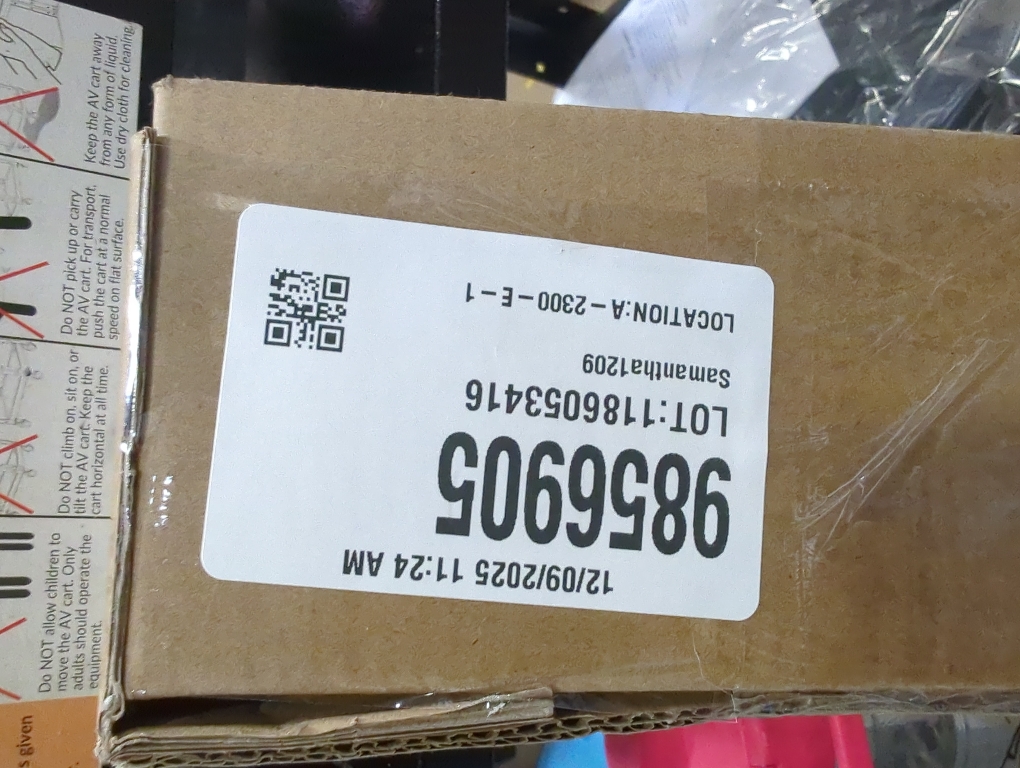 12/09/2025 11:24 AM
9856905
LOT:1186053416
Samantha1209
LOCATION:A-2300-E-1
Keep the AV cart away
from any form of liquid.
Use dry cloth for cleaning.
Do NOT pick up or carry
the AV cart. For transport,
push the cart at a normal
speed on flat surface.
Do NOT climb on, sit on, or
tilt the AV cart. Keep the
cart horizontal at all time.
Do NOT allow children to
move the AV cart. Only
adults should operate the
equipment.
s given